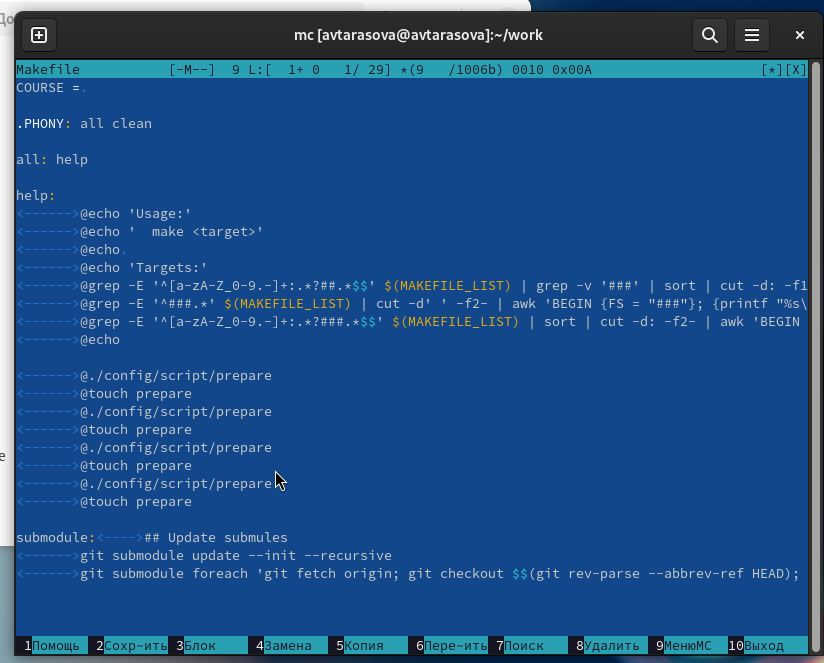 До
mc [avtarasova@avtarasova]:~/work
Makefile [-M--] 9 L:[ 1+ 0 1/ 29] *(9 /1006b) 0010 0x00A [*][X]
COURSE =.
.PHONY: all clean
all: help
help:
<------>@echo 'Usage:'
<------>@echo ' make <target>'
<------>@echo.
<------>@echo 'Targets:'
<------>@grep -E '^[a-zA-Z_0-9.-]+:.*?##.*$$' $(MAKEFILE_LIST) | grep -v '###' | sort | cut -d: -f1
<------>@grep -E '^###.*' $(MAKEFILE_LIST) | cut -d' ' -f2- | awk 'BEGIN {FS = "###"}; {printf "%s\
<------>@grep -E '^[a-zA-Z_0-9.-]+:.*?###.*$$' $(MAKEFILE_LIST) | sort | cut -d: -f2- | awk 'BEGIN
<------>@echo
<------>@./config/script/prepare
<------>@touch prepare
<------>@./config/script/prepare
<------>@touch prepare
<------>@./config/script/prepare
<------>@touch prepare
<------>@./config/script/prepare
<------>@touch prepare
submodule:<---->## Update submules
<------>git submodule update --init --recursive
<------>git submodule foreach 'git fetch origin; git checkout $$(git rev-parse --abbrev-ref HEAD);
1Помощь 2Сохр~ить 3Блок 4Замена 5Копия 6Пере~ить 7Поиск 8Удалить 9МенюMC 10Выход